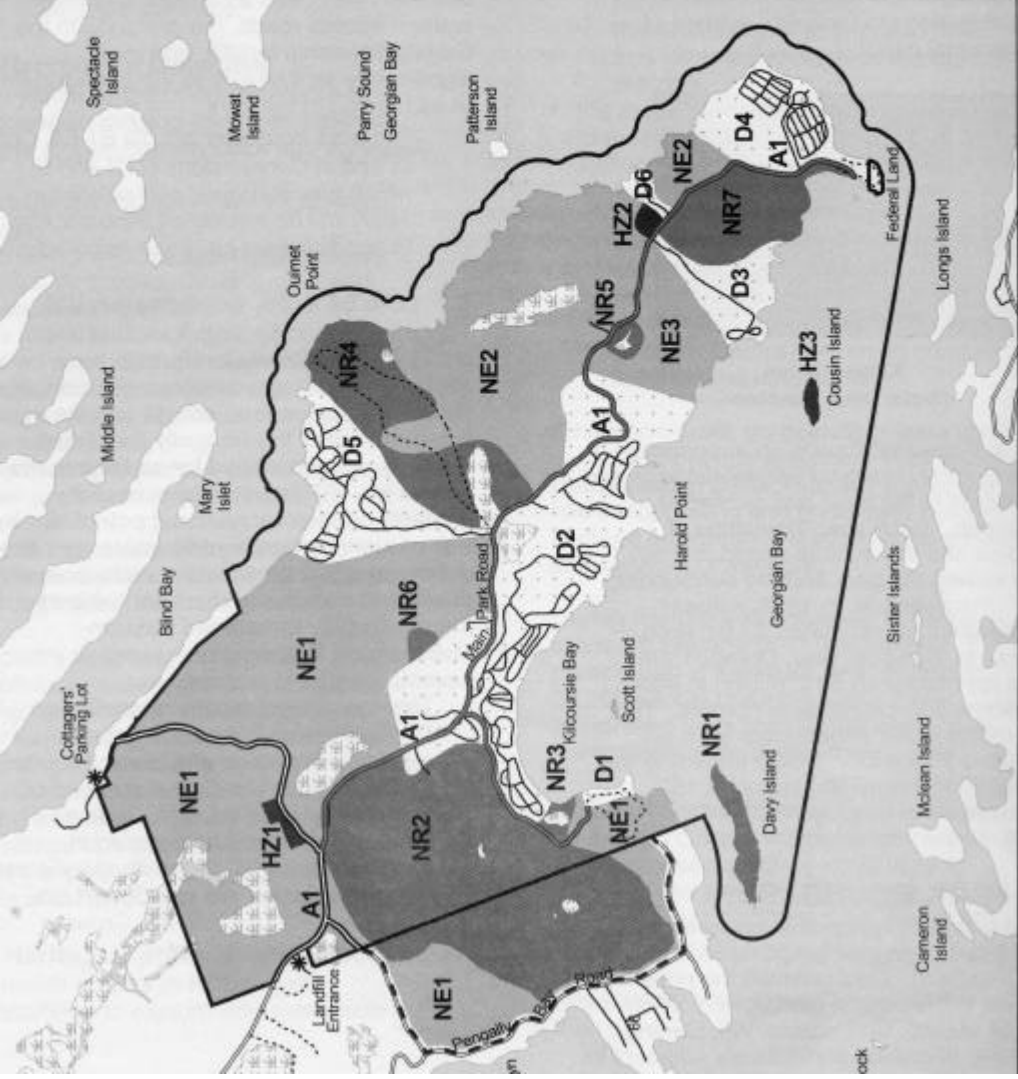 Spectacle
Island
Mowat
Island
Parry Sound
Georgian Bay
Patterson
Island
Ouimet
Point
Middle Island
Mary
Islet
Blind Bay
Cottagers'
Parking Lot
D4
A1
NE2
D6
HZ2
NR7
Federal Land
Longs Island
D3
NR5
NE3
HZ3
Cousin Island
NR4
NE2
A1
D5
D2
Harold Point
Georgian Bay
Sister Islands
Main Park Road
NR6
NE1
A1
Kilcoursie Bay
Scott Island
NR3
D1
NE1
NR1
Davy Island
Mclean Island
Cameron
Island
NE1
HZ1
NR2
A1
Landfill
Entrance
NE1
Pengally Bay Road